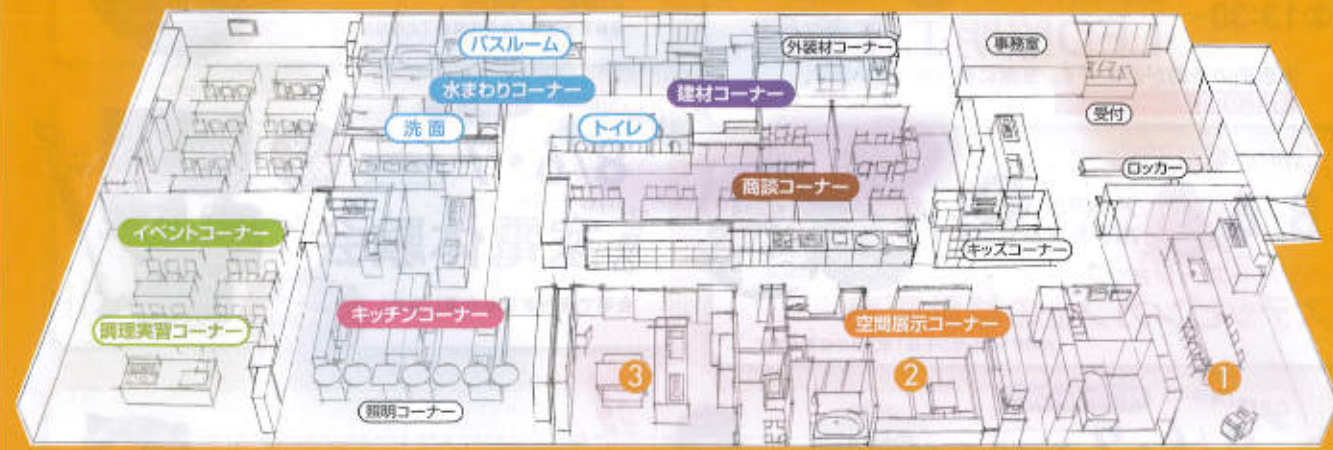 バスルーム
外装材コーナー
事務室
水まわりコーナー
建材コーナー
受付
洗面
トイレ
ロッカー
商談コーナー
イベントコーナー
キッズコーナー
キッチンコーナー
空間展示コーナー
調理実習コーナー
3
2
1
照明コーナー